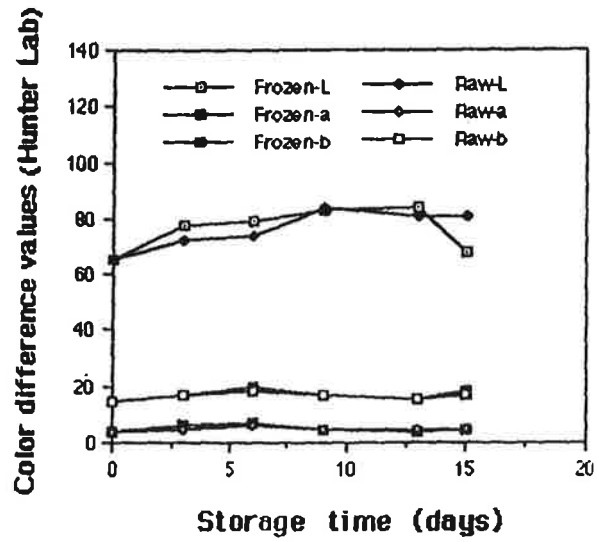 Color difference values (Hunter Lab)
140
120
100
80
60
40
20
0
Frozen-L
Frozen-a
Frozen-b
Raw-L
Raw-a
Raw-b
0
5
10
15
20
Storage time (days)